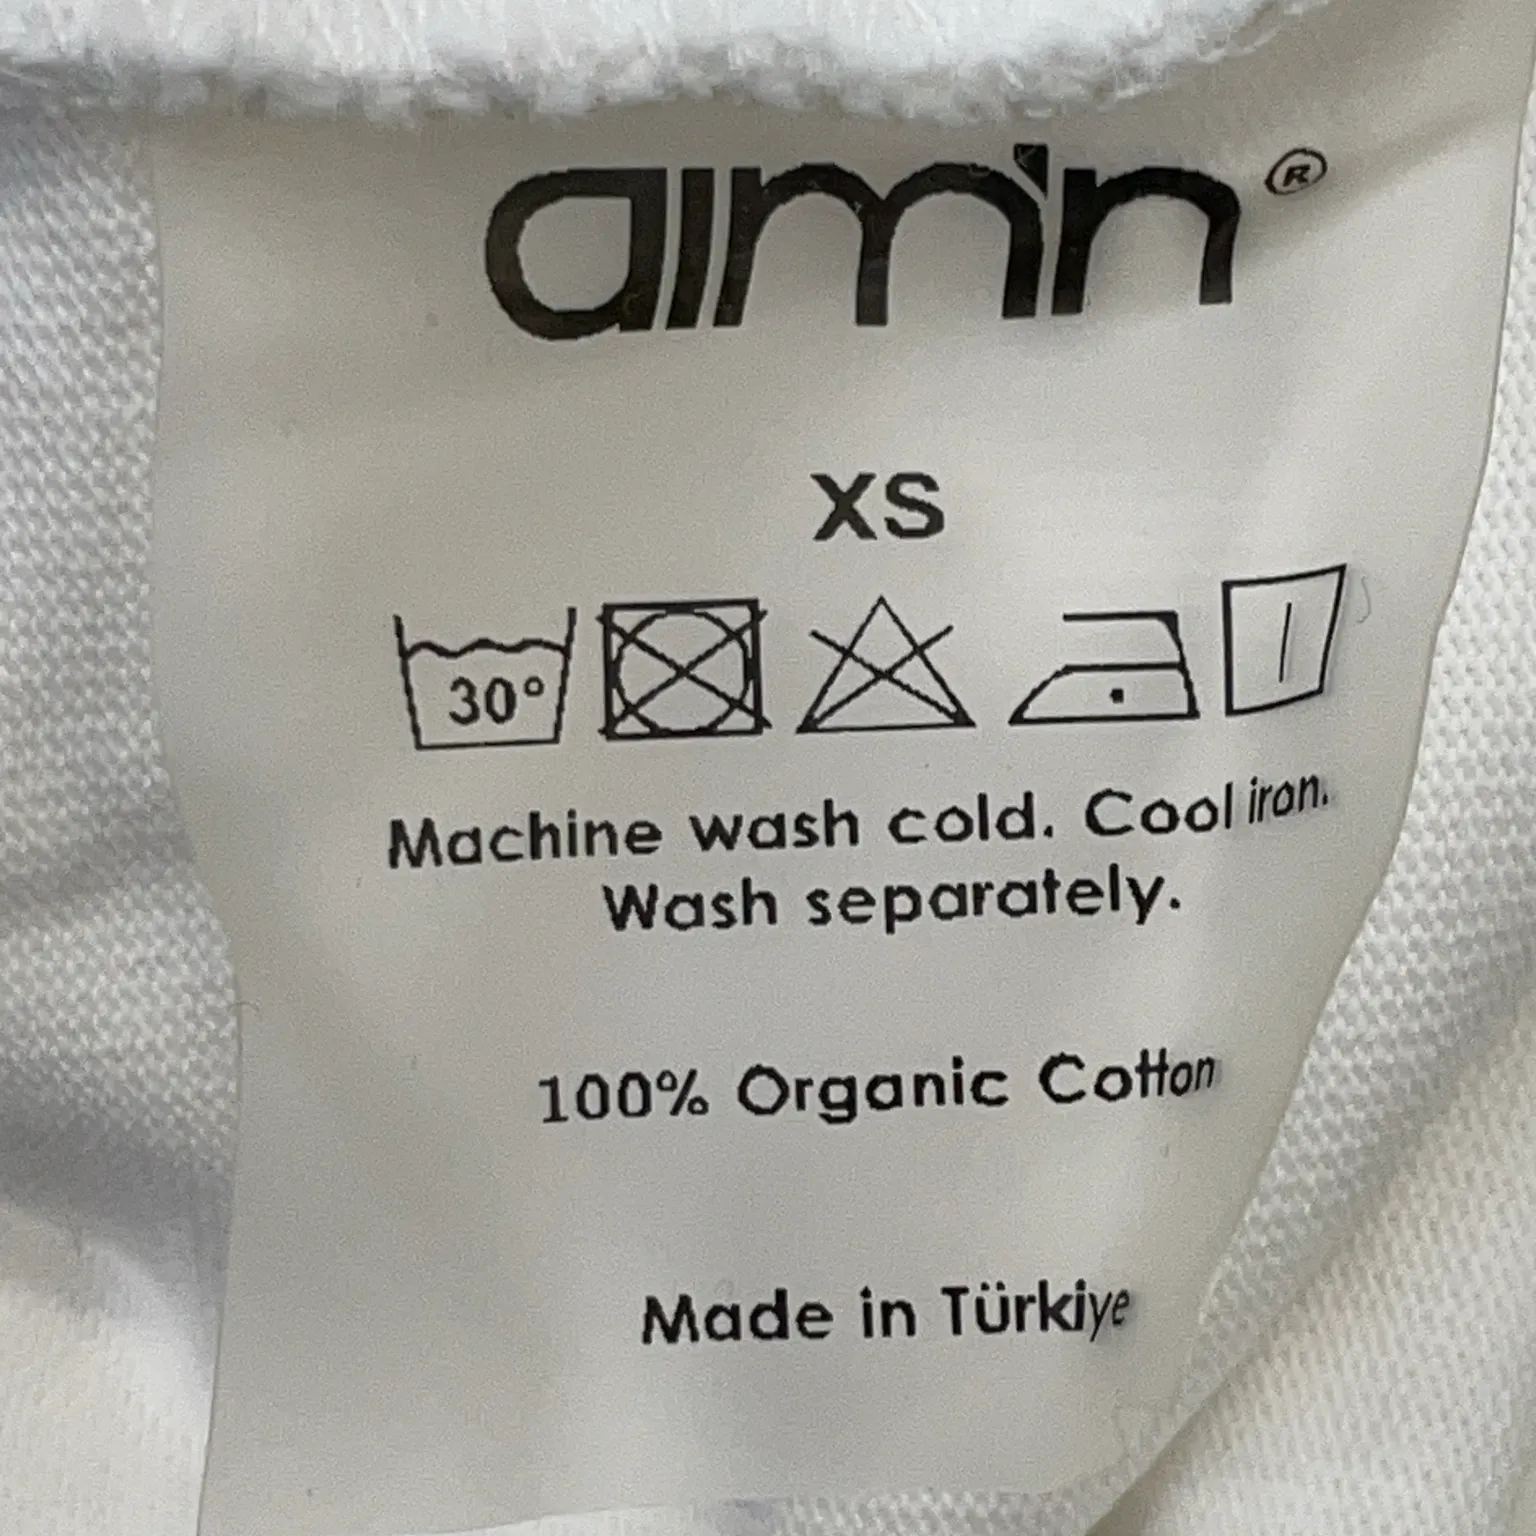 aim'n®
XS
30°
Machine wash cold. Cool iron.
Wash separately.
100% Organic Cotton
Made in Türkiye